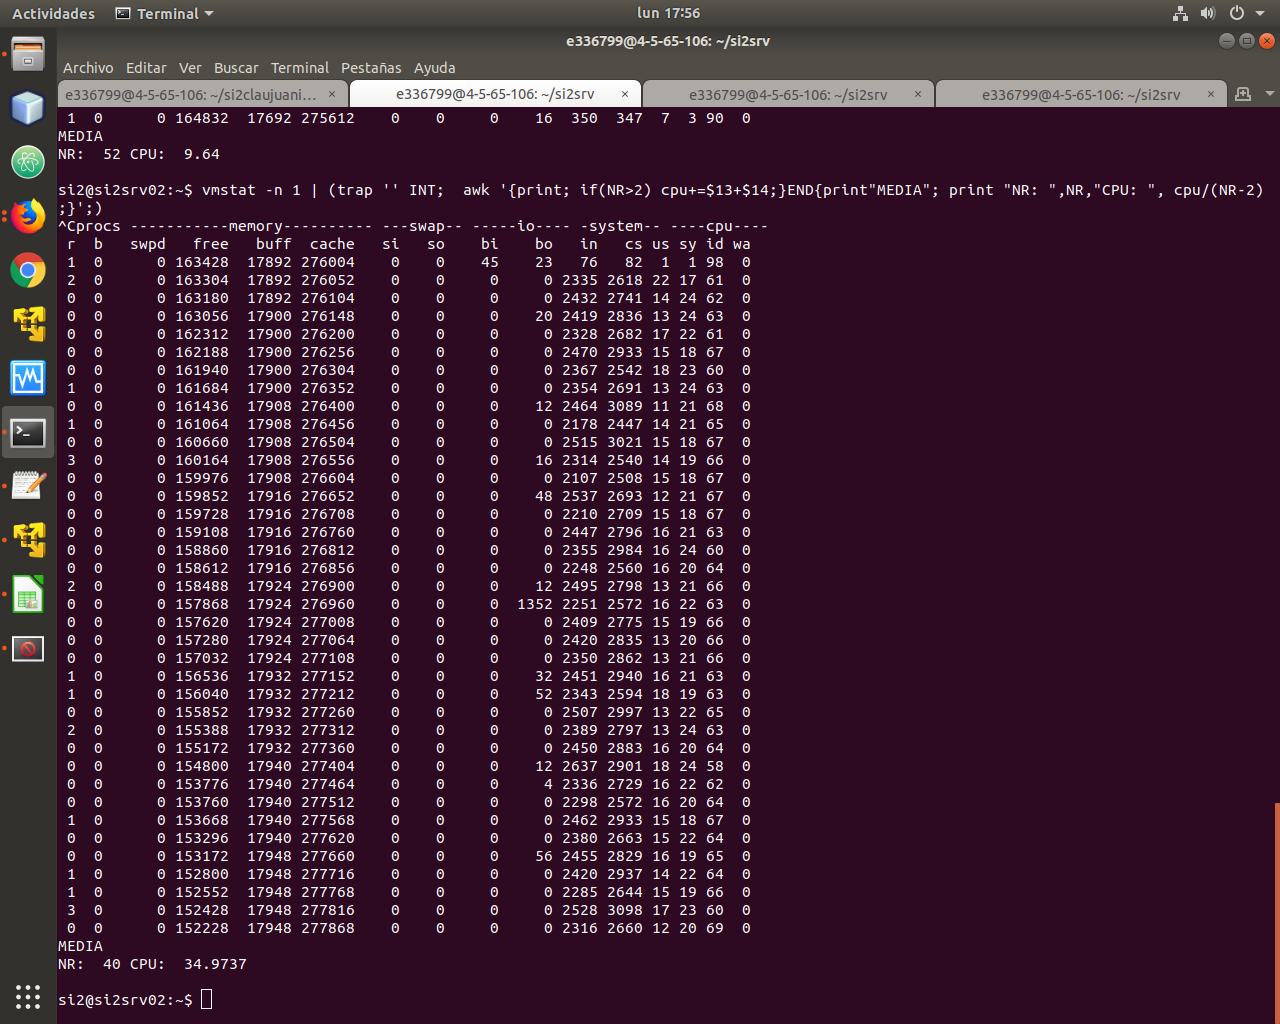 Actividades Terminal lun 17:56
e336799@4-5-65-106: ~/si2srv
Archivo Editar Ver Buscar Terminal Pestañas Ayuda
e336799@4-5-65-106: ~/si2claujuani… × e336799@4-5-65-106: ~/si2srv × e336799@4-5-65-106: ~/si2srv × e336799@4-5-65-106: ~/si2srv ×
 1  0      0 164832  17692 275612    0    0     0    16  350  347  7  3 90  0
MEDIA
NR:  52 CPU:  9.64
si2@si2srv02:~$ vmstat -n 1 | (trap '' INT;  awk '{print; if(NR>2) cpu+=$13+$14;}END{print"MEDIA"; print "NR: ",NR,"CPU: ", cpu/(NR-2)
;}';)
^Cprocs -----------memory---------- ---swap-- -----io---- -system-- ----cpu----
 r  b   swpd   free   buff  cache   si   so    bi    bo   in   cs us sy id wa
 1  0      0 163428  17892 276004    0    0    45    23   76   82  1  1 98  0
 2  0      0 163304  17892 276052    0    0     0     0 2335 2618 22 17 61  0
 0  0      0 163180  17892 276104    0    0     0     0 2432 2741 14 24 62  0
 0  0      0 163056  17900 276148    0    0     0    20 2419 2836 13 24 63  0
 0  0      0 162312  17900 276200    0    0     0     0 2328 2682 17 22 61  0
 0  0      0 162188  17900 276256    0    0     0     0 2470 2933 15 18 67  0
 0  0      0 161940  17900 276304    0    0     0     0 2367 2542 18 23 60  0
 1  0      0 161684  17900 276352    0    0     0     0 2354 2691 13 24 63  0
 0  0      0 161436  17908 276400    0    0     0    12 2464 3089 11 21 68  0
 1  0      0 161064  17908 276456    0    0     0     0 2178 2447 14 21 65  0
 0  0      0 160660  17908 276504    0    0     0     0 2515 3021 15 18 67  0
 3  0      0 160164  17908 276556    0    0     0    16 2314 2540 14 19 66  0
 0  0      0 159976  17908 276604    0    0     0     0 2107 2508 15 18 67  0
 0  0      0 159852  17916 276652    0    0     0    48 2537 2693 12 21 67  0
 0  0      0 159728  17916 276708    0    0     0     0 2210 2709 15 18 67  0
 0  0      0 159108  17916 276760    0    0     0     0 2447 2796 16 21 63  0
 0  0      0 158860  17916 276812    0    0     0     0 2355 2984 16 24 60  0
 0  0      0 158612  17916 276856    0    0     0     0 2248 2560 16 20 64  0
 2  0      0 158488  17924 276900    0    0     0    12 2495 2798 13 21 66  0
 0  0      0 157868  17924 276960    0    0     0  1352 2251 2572 16 22 63  0
 0  0      0 157620  17924 277008    0    0     0     0 2409 2775 15 19 66  0
 0  0      0 157280  17924 277064    0    0     0     0 2420 2835 13 20 66  0
 0  0      0 157032  17924 277108    0    0     0     0 2350 2862 13 21 66  0
 1  0      0 156536  17932 277152    0    0     0    32 2451 2940 16 21 63  0
 1  0      0 156040  17932 277212    0    0     0    52 2343 2594 18 19 63  0
 0  0      0 155852  17932 277260    0    0     0     0 2507 2997 13 22 65  0
 2  0      0 155388  17932 277312    0    0     0     0 2389 2797 13 24 63  0
 0  0      0 155172  17932 277360    0    0     0     0 2450 2883 16 20 64  0
 0  0      0 154800  17940 277404    0    0     0    12 2637 2901 18 24 58  0
 0  0      0 153776  17940 277464    0    0     0     4 2336 2729 16 22 62  0
 0  0      0 153760  17940 277512    0    0     0     0 2298 2572 16 20 64  0
 1  0      0 153668  17940 277568    0    0     0     0 2462 2933 15 18 67  0
 0  0      0 153296  17940 277620    0    0     0     0 2380 2663 15 22 64  0
 0  0      0 153172  17948 277660    0    0     0    56 2455 2829 16 19 65  0
 1  0      0 152800  17948 277716    0    0     0     0 2420 2937 14 22 64  0
 1  0      0 152552  17948 277768    0    0     0     0 2285 2644 15 19 66  0
 3  0      0 152428  17948 277816    0    0     0     0 2528 3098 17 23 60  0
 0  0      0 152228  17948 277868    0    0     0     0 2316 2660 12 20 69  0
MEDIA
NR:  40 CPU:  34.9737
si2@si2srv02:~$